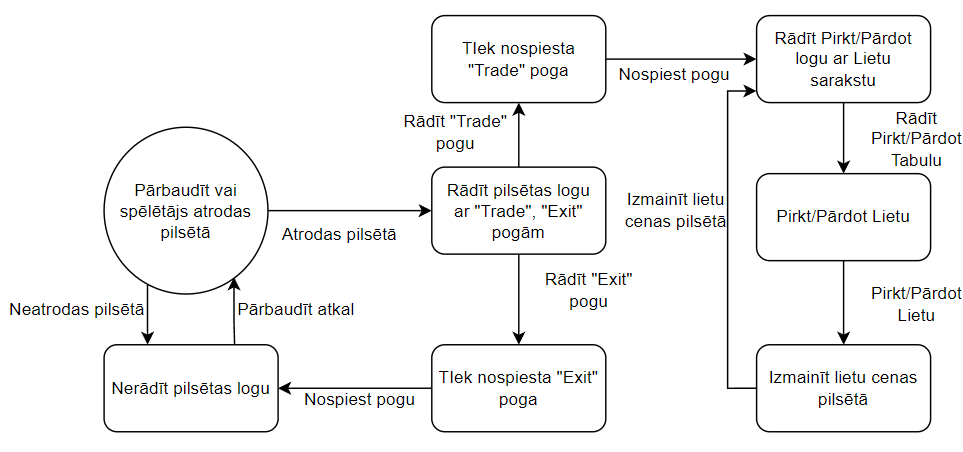 TIek nospiesta
"Trade" poga
Nospiest pogu
Rādīt Pirkt/Pārdot
logu ar Lietu
sarakstu
Rādīt "Trade"
pogu
Rādīt
Pirkt/Pārdot
Tabulu
Pārbaudīt vai
spēlētājs atrodas
pilsētā
Atrodas pilsētā
Rādīt pilsētas logu
ar "Trade", "Exit"
pogām
Izmainīt lietu
cenas pilsētā
Pirkt/Pārdot Lietu
Rādīt "Exit"
pogu
Neatrodas pilsētā
Pārbaudīt atkal
Pirkt/Pārdot
Lietu
Nerādīt pilsētas logu
Nospiest pogu
TIek nospiesta "Exit"
poga
Izmainīt lietu cenas
pilsētā